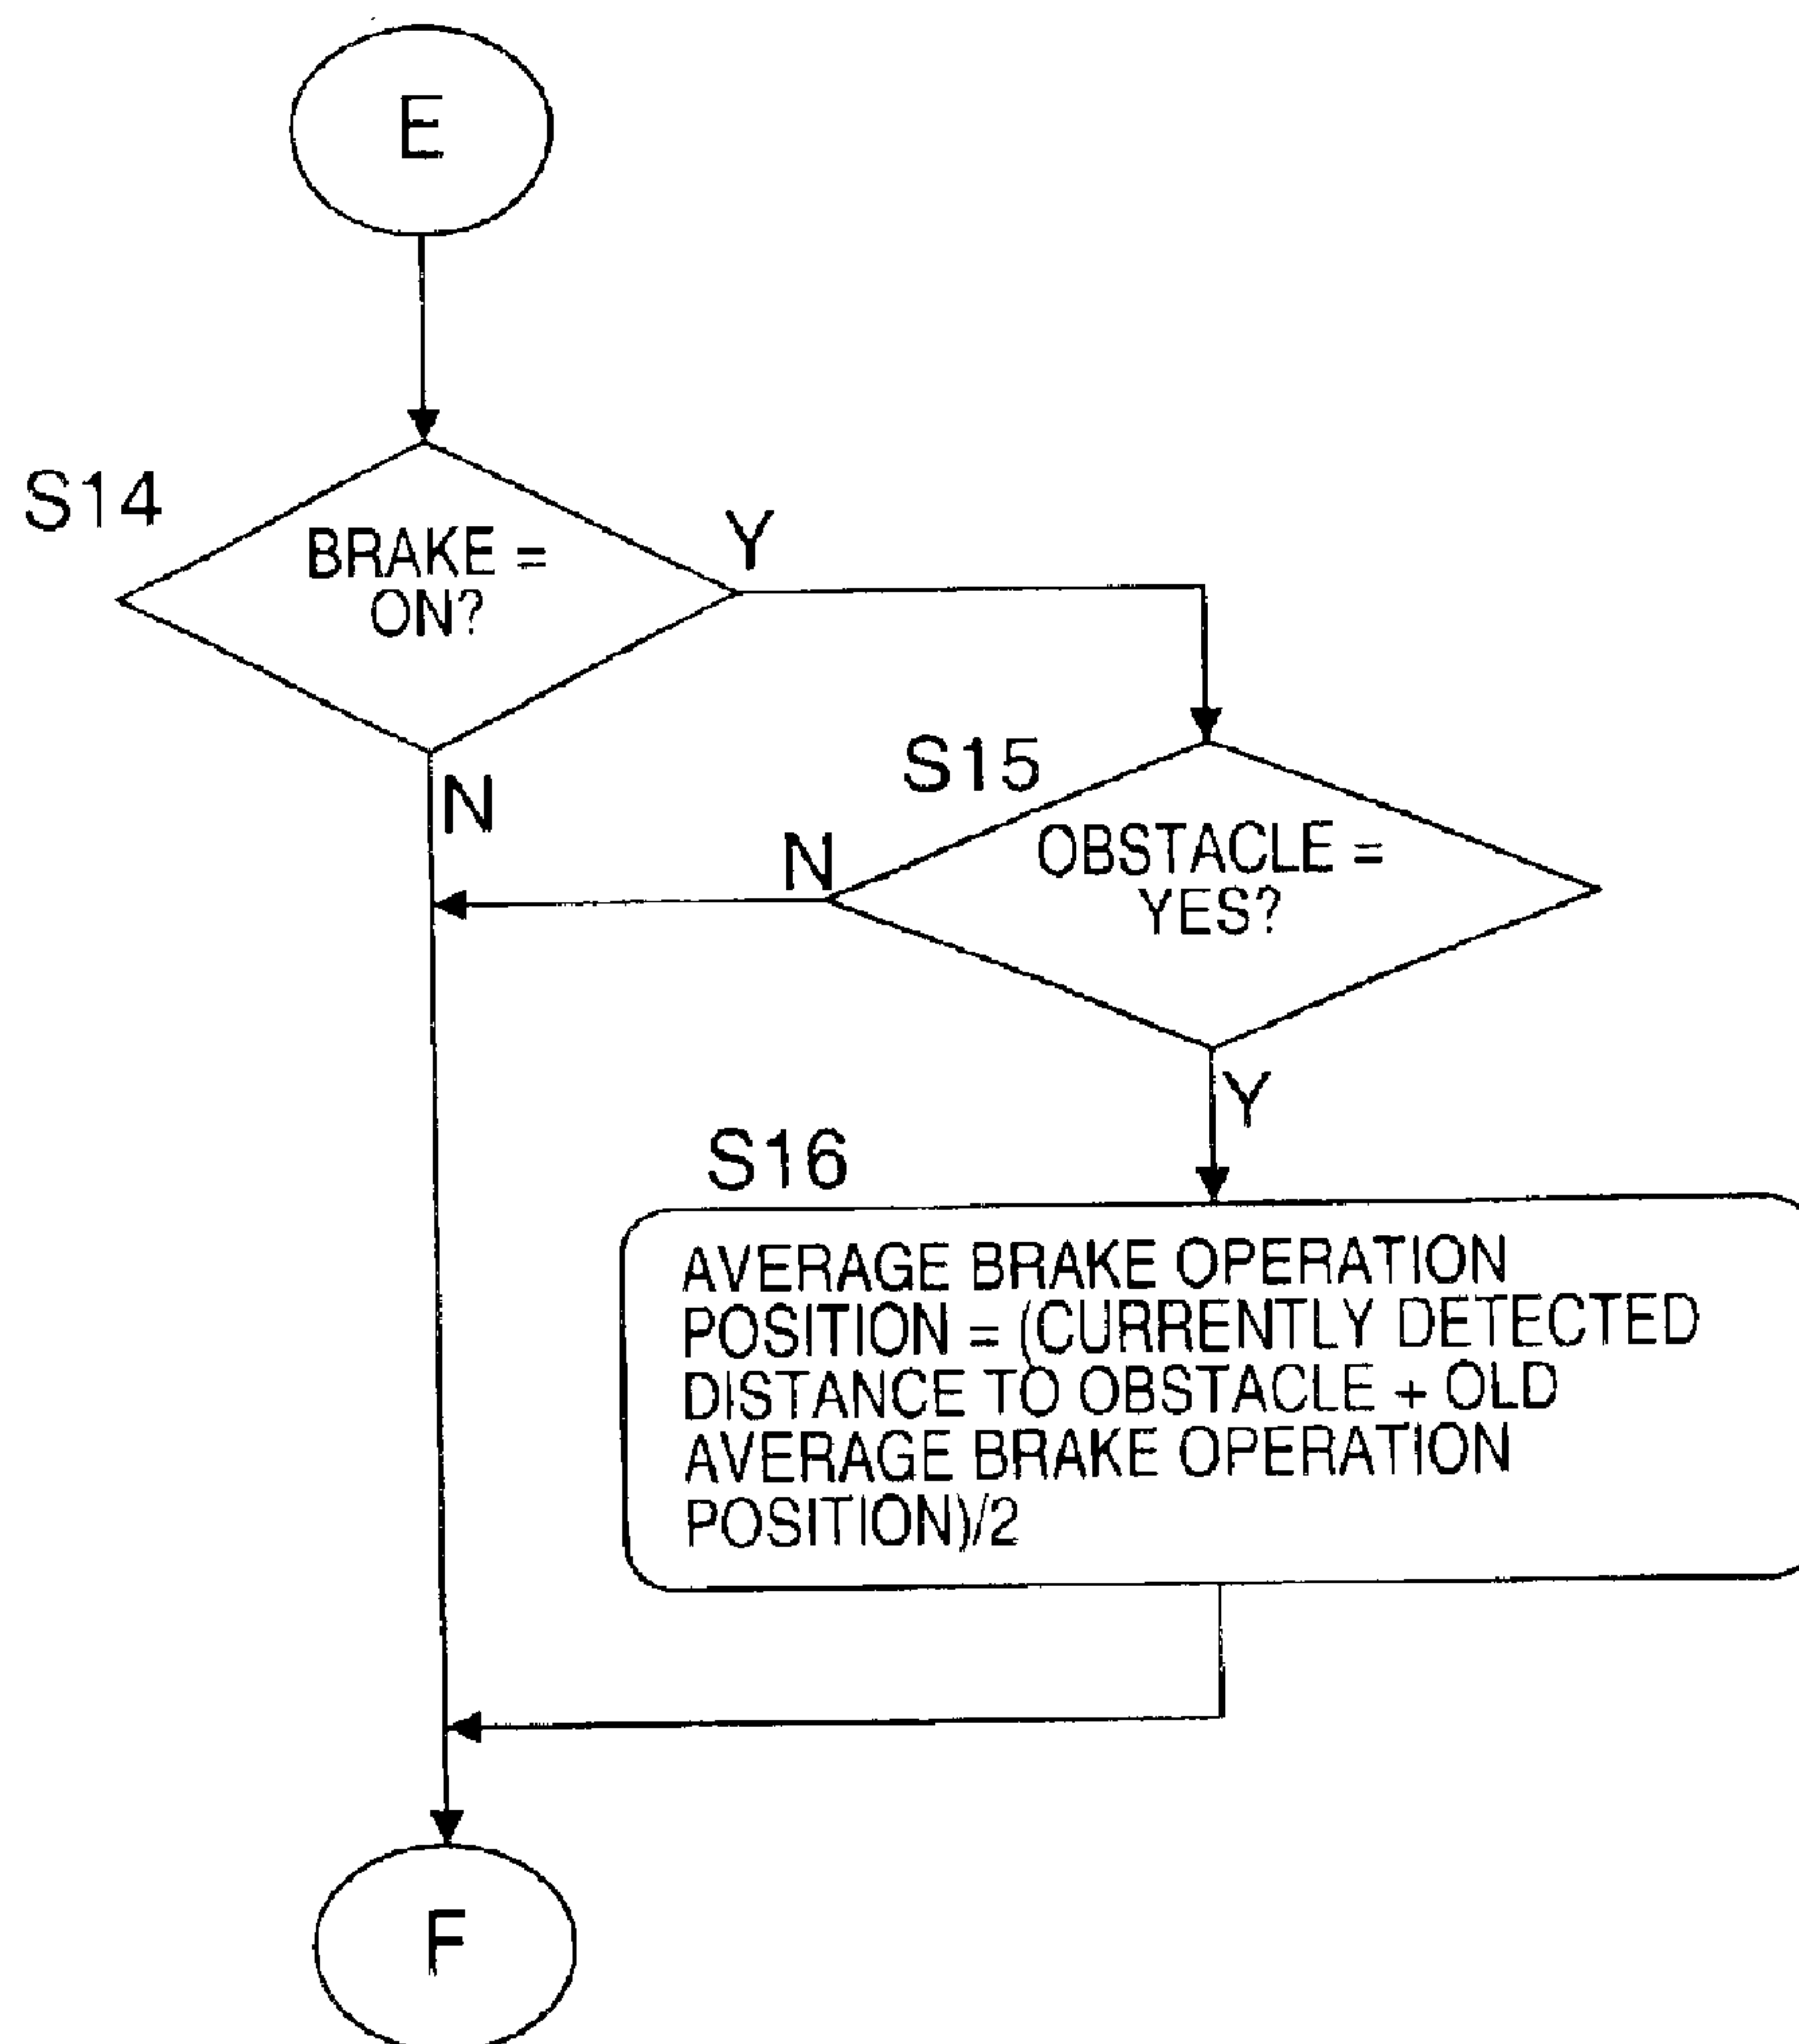 E
S14
BRAKE =
ON?
Y
N
S15
OBSTACLE =
YES?
N
Y
S16
AVERAGE BRAKE OPERATION
POSITION = (CURRENTLY DETECTED
DISTANCE TO OBSTACLE + OLD
AVERAGE BRAKE OPERATION
POSITION)/2
F